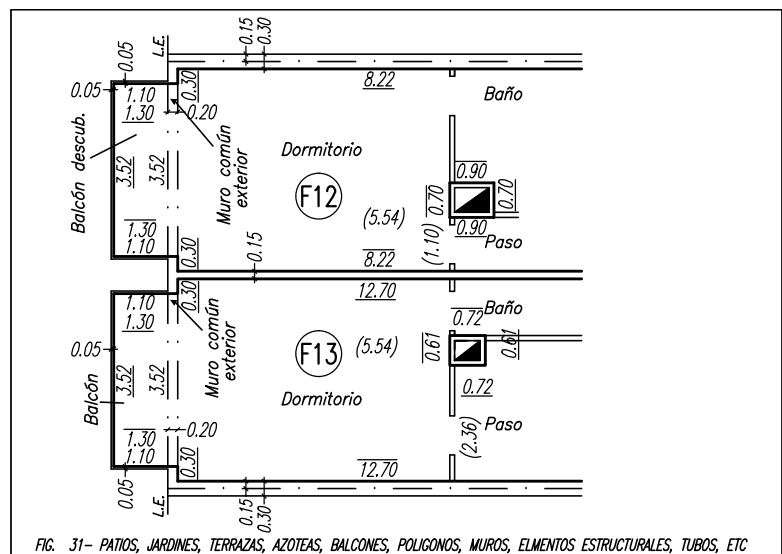 0.05
L.E.
Muro común
exterior
0.15
0.30
0.05
1.10
1.30
0.30
0.20
8.22
Baño
Balcón descub.
3.52
3.52
Dormitorio
F12
(5.54)
0.90
0.70
0.70
0.90
(1.10)
Paso
1.30
1.10
0.30
0.15
8.22
12.70
1.10
1.30
0.30
Muro común
exterior
Baño
0.72
0.61
0.61
0.05
F13
(5.54)
3.52
3.52
Balcón
Dormitorio
0.72
Paso
(2.36)
0.20
1.30
1.10
0.30
12.70
0.05
L.E.
0.15
0.30
FIG. 31- PATIOS, JARDINES, TERRAZAS, AZOTEAS, BALCONES, POLIGONOS, MUROS, ELMENTOS ESTRUCTURALES, TUBOS, ETC